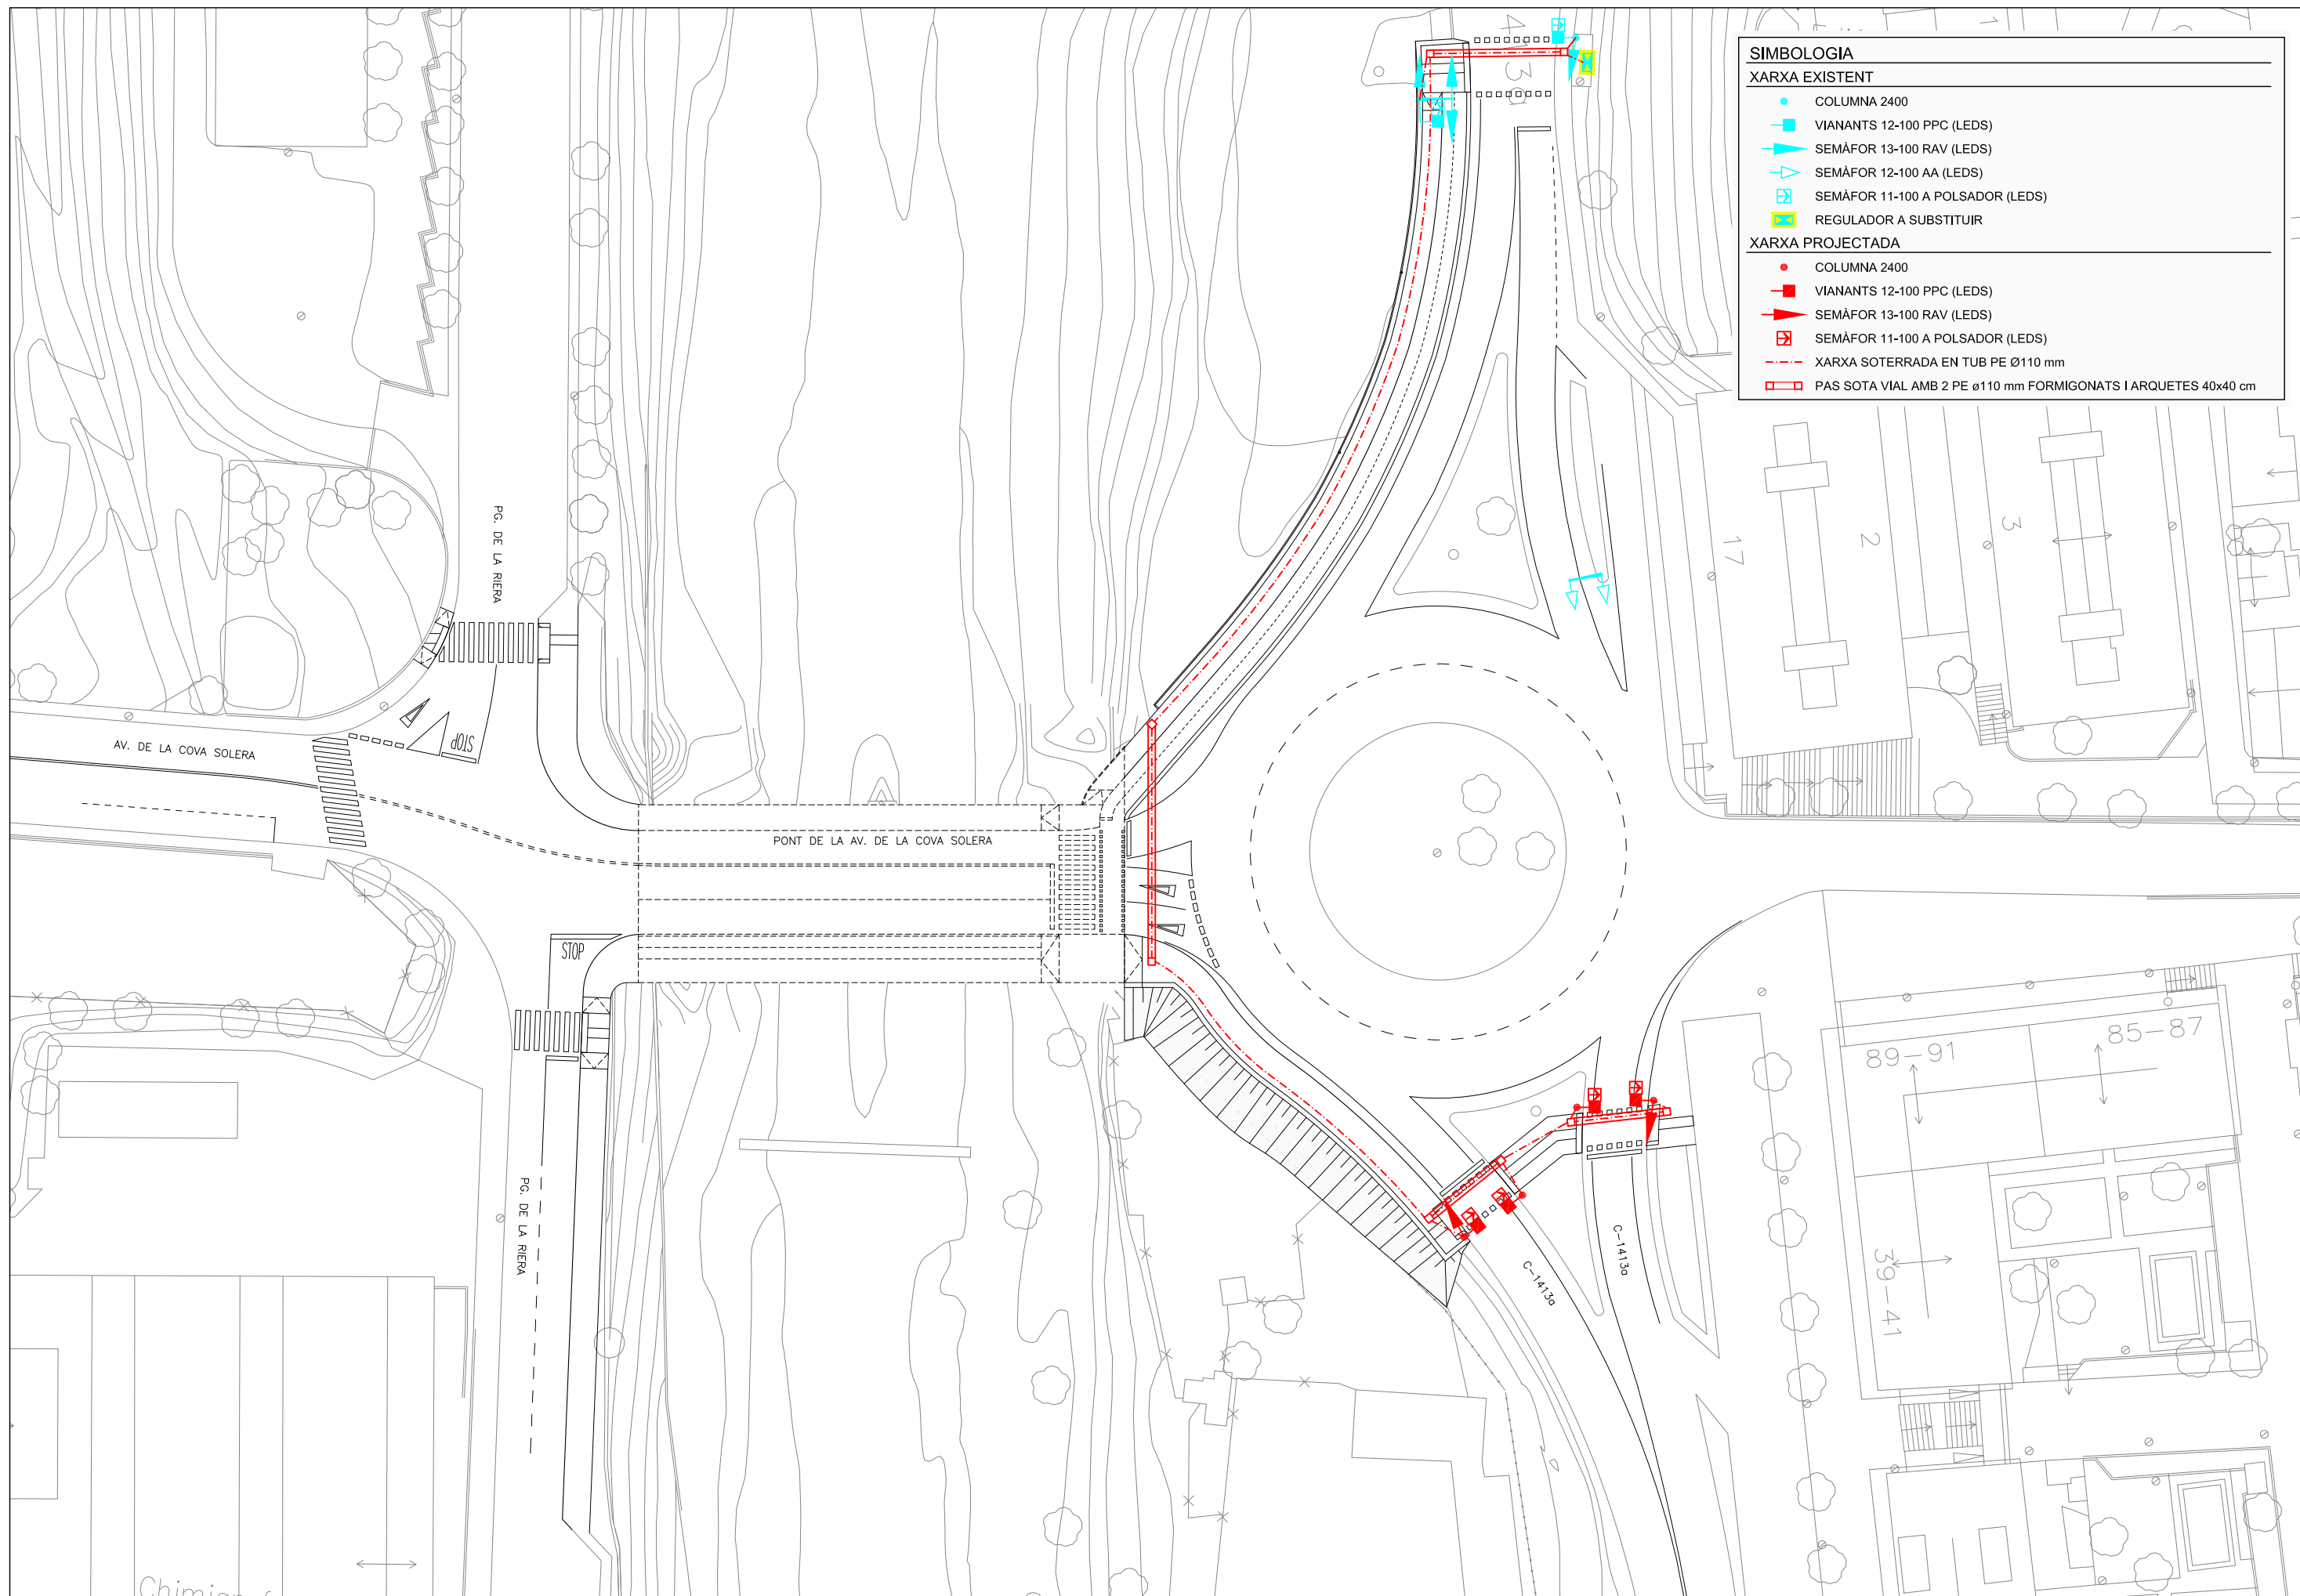 SIMBOLOGIA
XARXA EXISTENT
COLUMNA 2400
VIANANTS 12-100 PPC (LEDS)
SEMÀFOR 13-100 RAV (LEDS)
SEMÀFOR 12-100 AA (LEDS)
SEMÀFOR 11-100 A POLSADOR (LEDS)
REGULADOR A SUBSTITUIR
XARXA PROJECTADA
COLUMNA 2400
VIANANTS 12-100 PPC (LEDS)
SEMÀFOR 13-100 RAV (LEDS)
SEMÀFOR 11-100 A POLSADOR (LEDS)
XARXA SOTERRADA EN TUB PE Ø110 mm
PAS SOTA VIAL AMB 2 PE ø110 mm FORMIGONATS I ARQUETES 40x40 cm
PG. DE LA RIERA
17
2
3
AV. DE LA COVA SOLERA
STOP
PONT DE LA AV. DE LA COVA SOLERA
STOP
89-91
85-87
PG. DE LA RIERA
C-1413a
C-1413a
39-41